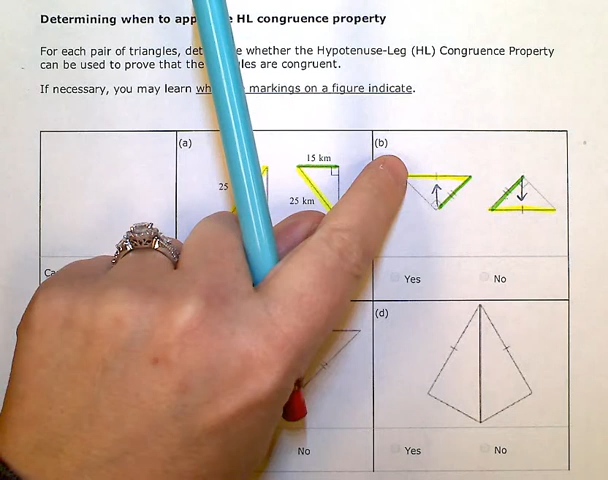 Determining when to app HL congruence property
For each pair of triangles, det whether the Hypotenuse-Leg (HL) Congruence Property
can be used to prove that the les are congruent.
If necessary, you may learn wh markings on a figure indicate.
(a)
(b)
15 km
25
25 km
Ca
Yes
No
(d)
No
Yes
No